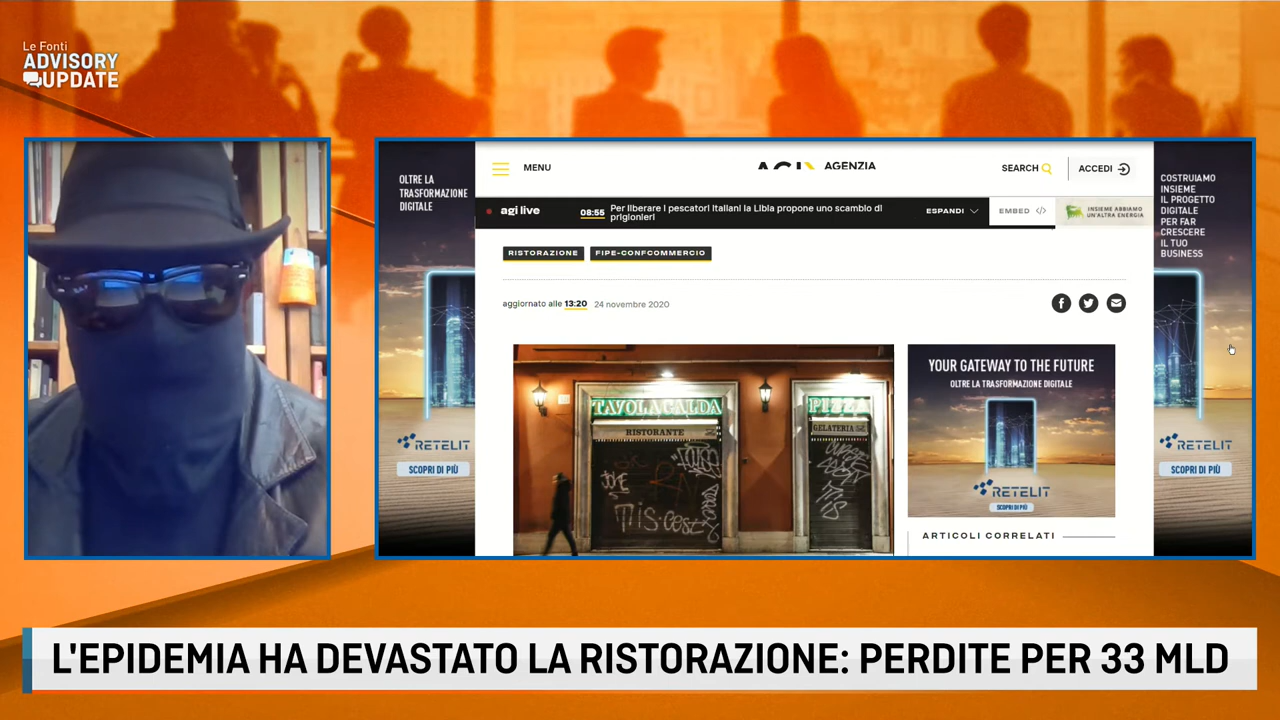 Le Fonti
ADVISORY
UPDATE
OLTRE LA
TRASFORMAZIONE
DIGITALE
RETELIT
SCOPRI DI PIÙ
MENU
AGENZIA
SEARCH
ACCEDI
agi live
08:55
Per liberare i pescatori italiani la Libia propone uno scambio di
prigionieri
ESPANDI
EMBED </>
INSIEME ABBIAMO
UN'ALTRA ENERGIA
RISTORAZIONE
FIPE-CONFCOMMERCIO
aggiornato alle 13:20 24 novembre 2020
TAVOLA CALDA
RISTORANTE
PIZZA
GELATERIA
YOUR GATEWAY TO THE FUTURE
OLTRE LA TRASFORMAZIONE DIGITALE
RETELIT
SCOPRI DI PIÙ
ARTICOLI CORRELATI
COSTRUIAMO
INSIEME
IL PROGETTO
DIGITALE
PER FAR
CRESCERE
IL TUO
BUSINESS
RETELIT
SCOPRI DI PIÙ
L'EPIDEMIA HA DEVASTATO LA RISTORAZIONE: PERDITE PER 33 MLD